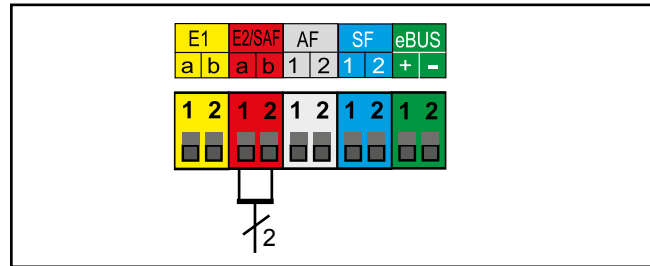 E1 E2/SAF AF SF eBUS
a b a b 1 2 1 2 + -
1 2 1 2 1 2 1 2 1 2
2